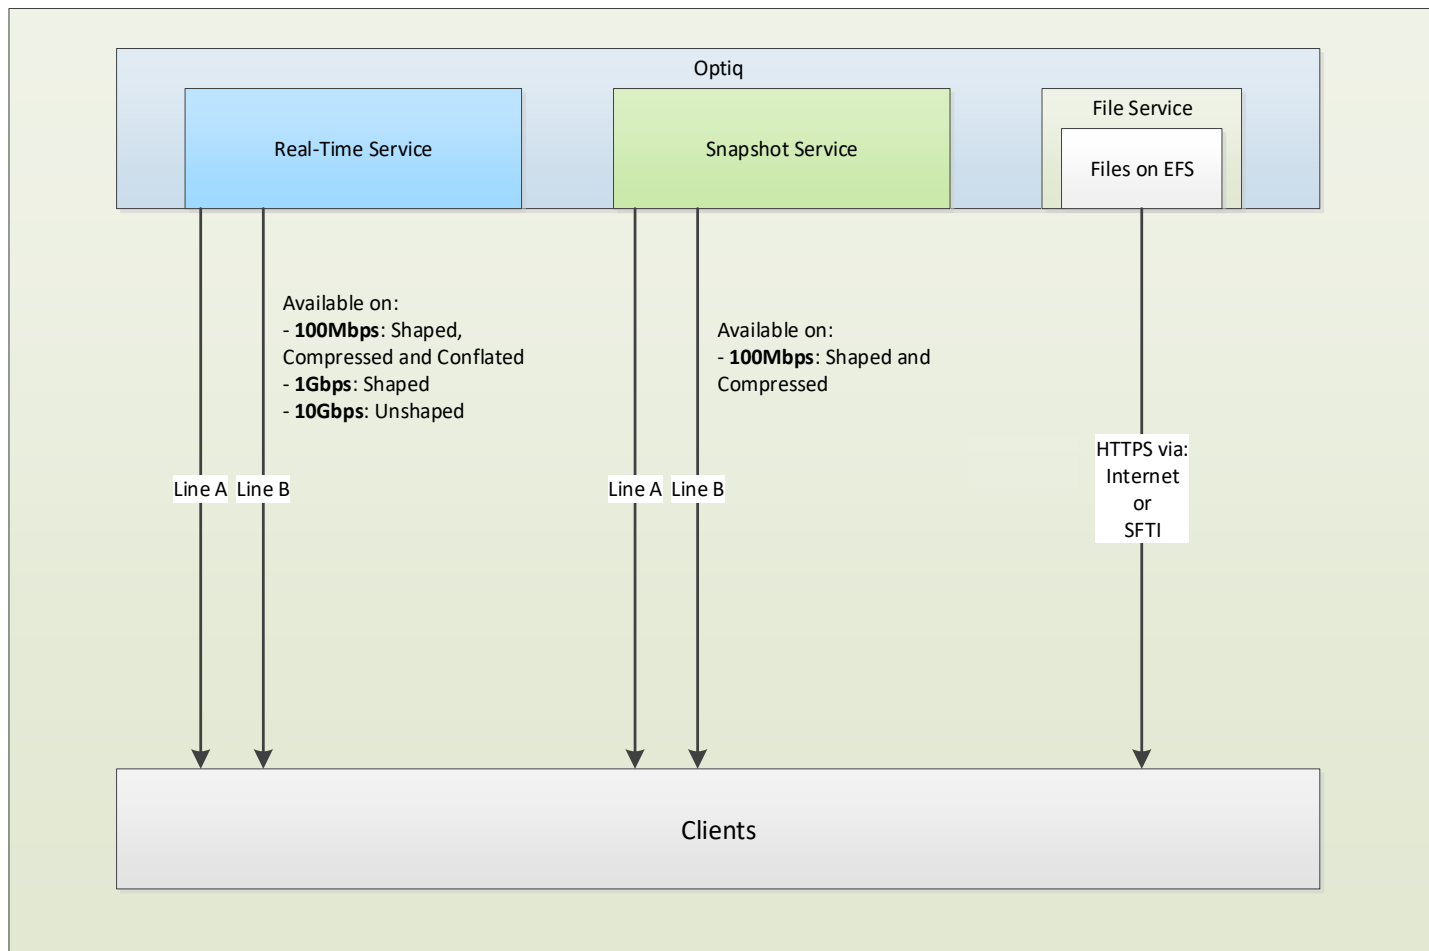 Optiq
Real-Time Service
Snapshot Service
File Service
Files on EFS
Available on:
- 100Mbps: Shaped,
Compressed and Conflated
- 1Gbps: Shaped
- 10Gbps: Unshaped
Available on:
- 100Mbps: Shaped and
Compressed
Line A
Line B
Line A
Line B
HTTPS via:
Internet
or
SFTI
Clients